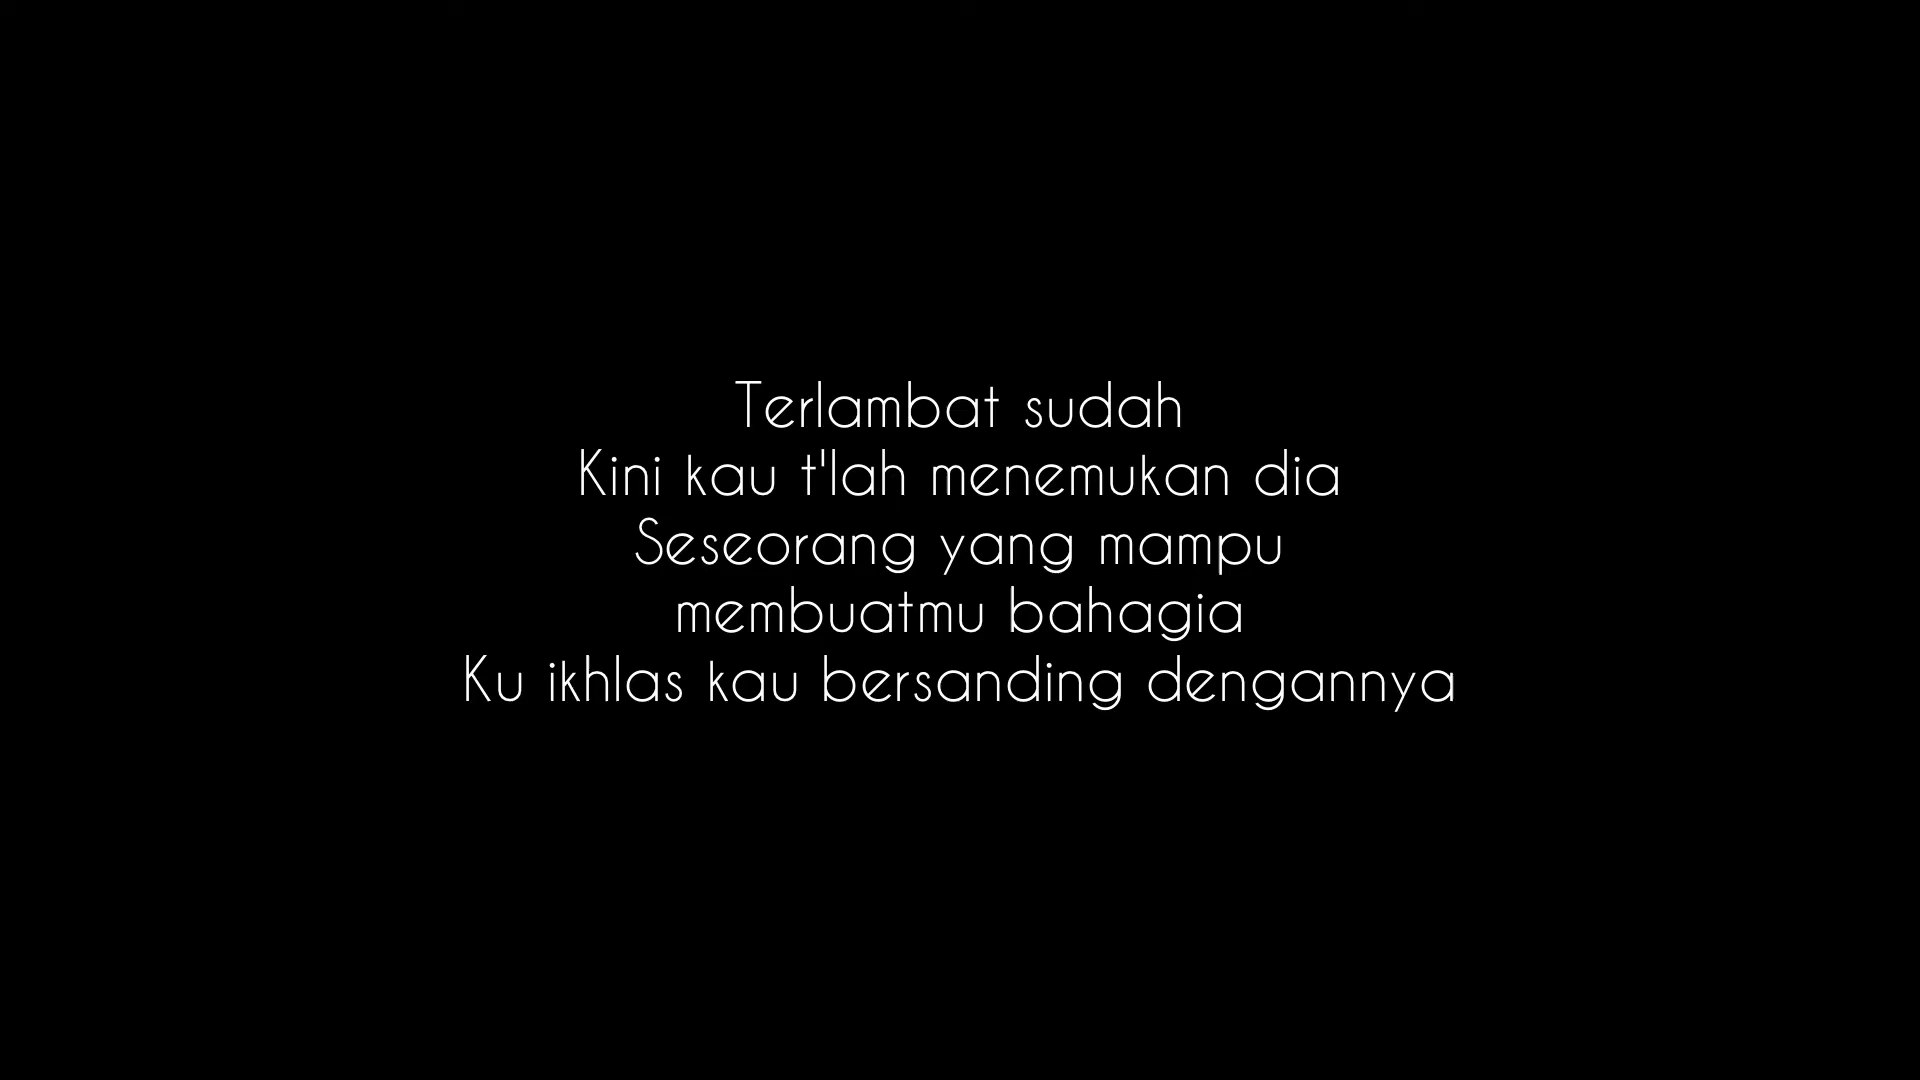 Terlambat sudah
Kini kau t'lah menemukan dia
Seseorang yang mampu
membuatmu bahagia
Ku ikhlas kau bersanding dengannya